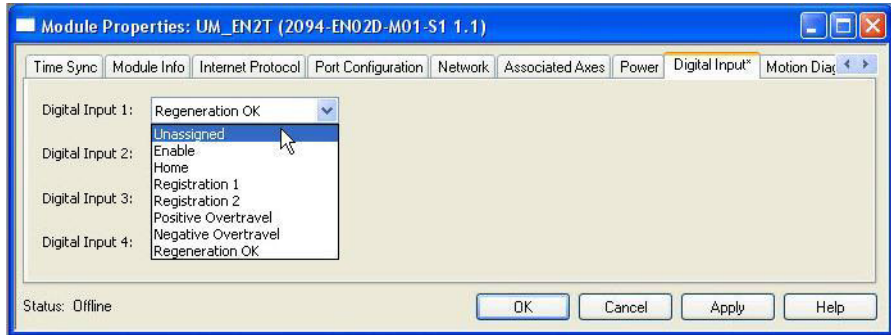 Module Properties: UM_EN2T (2094-EN02D-M01-S1 1.1)
Time Sync Module Info Internet Protocol Port Configuration Network Associated Axes Power Digital Input* Motion Diag
Digital Input 1: Regeneration OK
Unassigned
Digital Input 2: Enable
Home
Registration 1
Digital Input 3: Registration 2
Positive Overtravel
Digital Input 4: Negative Overtravel
Regeneration OK
Status: Offline OK Cancel Apply Help